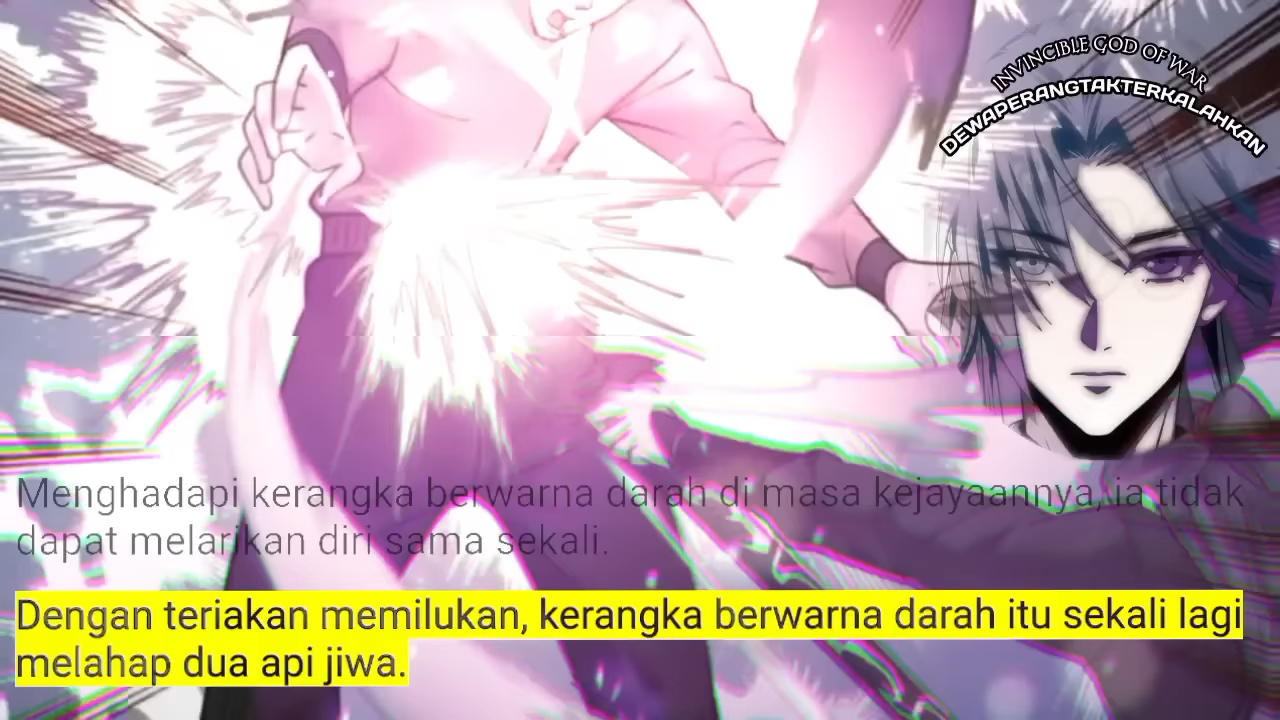 INVINCIBLE GOD OF WAR
DEWAPERANGTAKTERKALAHKAN
Menghadapi kerangka berwarna darah di masa kejayaannya, ia tidak
dapat melarikan diri sama sekali.
Dengan teriakan memilukan, kerangka berwarna darah itu sekali lagi
melahap dua api jiwa.